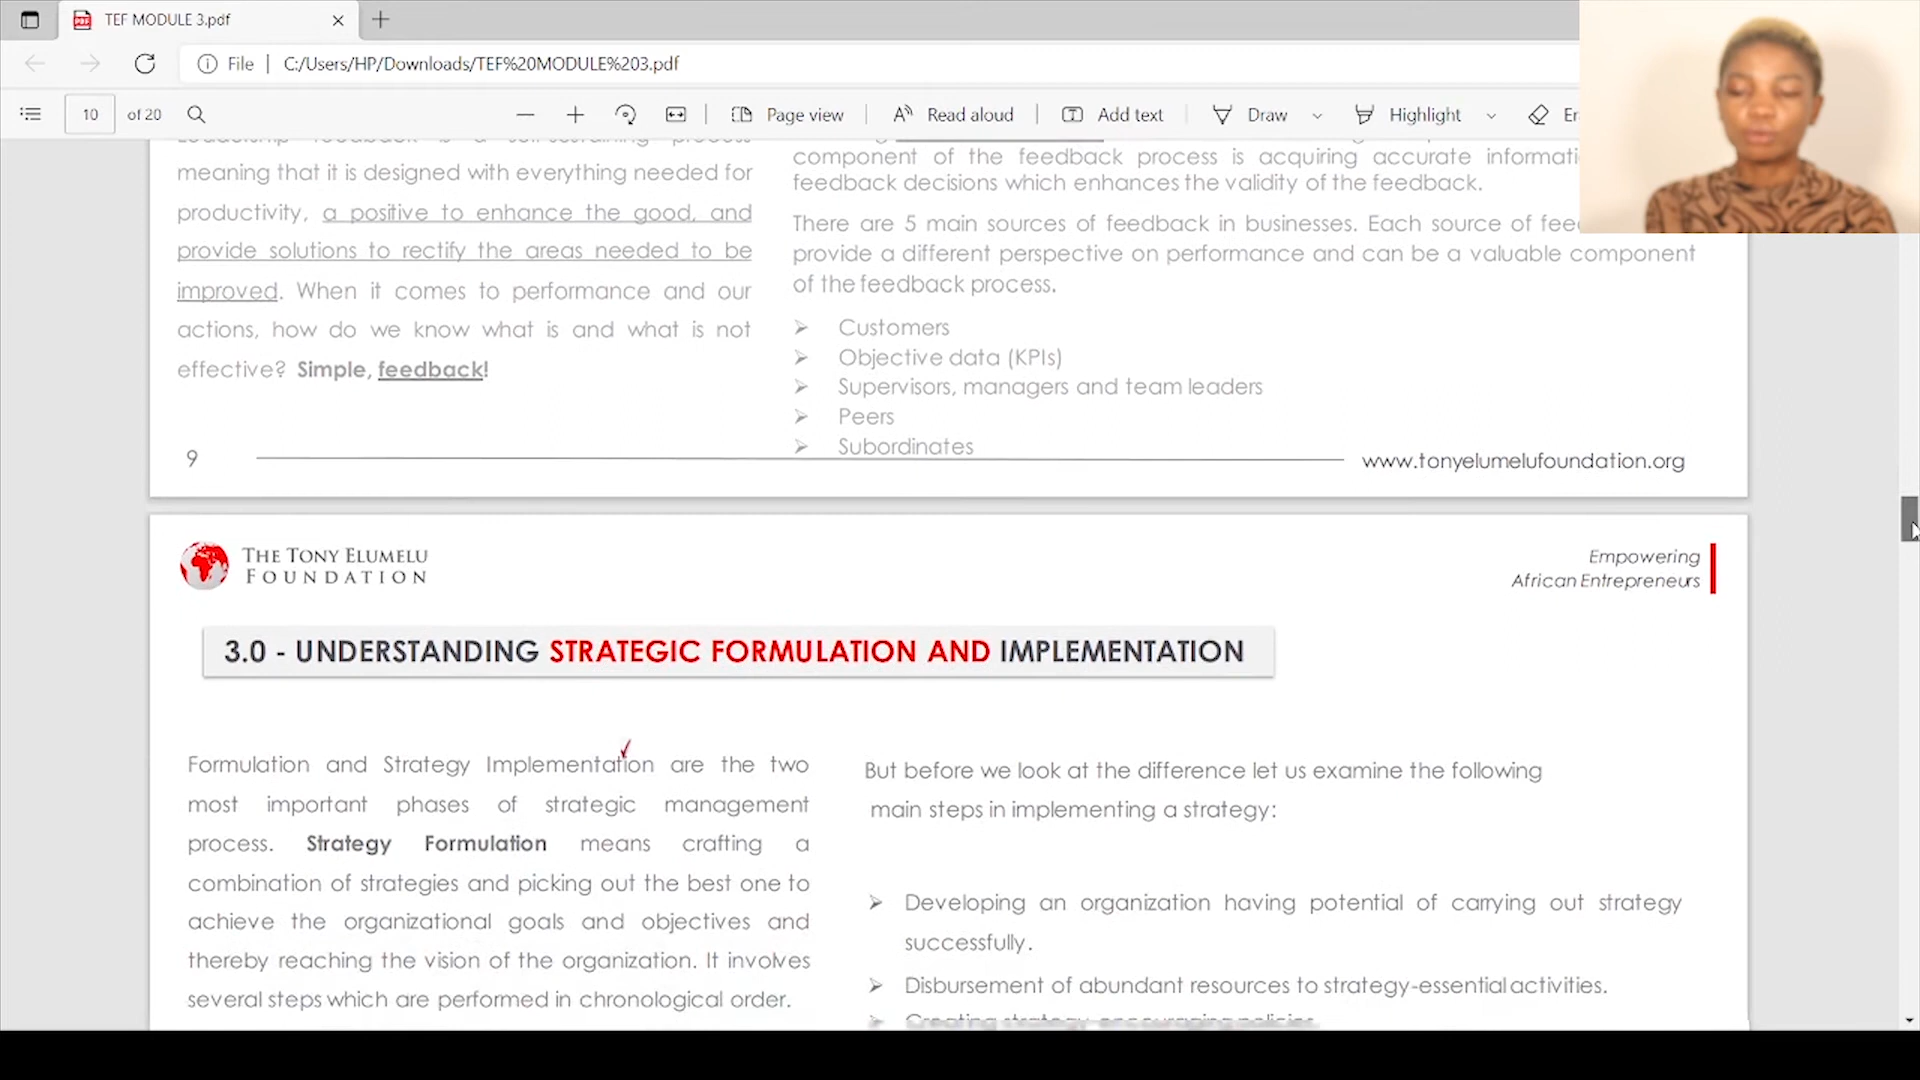 TEF MODULE 3.pdf
File
C:/Users/HP/Downloads/TEF%20MODULE%203.pdf
10 of 20
Page view
Read aloud
Add text
Draw
Highlight
Leadership feedback is a self-sustaining process
meaning that it is designed with everything needed for
productivity, a positive to enhance the good, and
provide solutions to rectify the areas needed to be
improved. When it comes to performance and our
actions, how do we know what is and what is not
effective? Simple, feedback!
component of the feedback process is acquiring accurate
feedback decisions which enhances the validity of the feedback.
There are 5 main sources of feedback in businesses. Each source of
provide a different perspective on performance and can be a valuable component
of the feedback process.
➢ Customers
➢ Objective data (KPIs)
➢ Supervisors, managers and team leaders
➢ Peers
➢ Subordinates
9
www.tonyelumelufoundation.org
THE TONY ELUMELU
FOUNDATION
Empowering
African Entrepreneurs
3.0 - UNDERSTANDING STRATEGIC FORMULATION AND IMPLEMENTATION
Formulation and Strategy Implementation are the two
most important phases of strategic management
process. Strategy Formulation means crafting a
combination of strategies and picking out the best one to
achieve the organizational goals and objectives and
thereby reaching the vision of the organization. It involves
several steps which are performed in chronological order.
But before we look at the difference let us examine the following
main steps in implementing a strategy:
➢ Developing an organization having potential of carrying out strategy
successfully.
➢ Disbursement of abundant resources to strategy-essential activities.
➢ Creating strategy-encouraging policies.